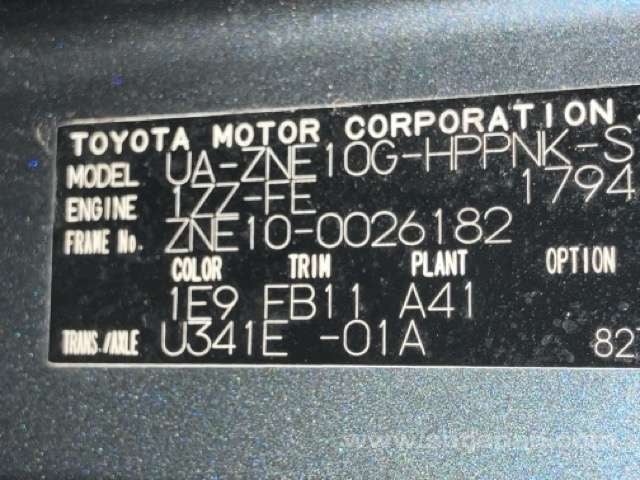 TOYOTA MOTOR CORPORATION
MODEL UA-ZNE10G-HPPNK-S
ENGINE 1ZZ-FE 1794
FRAME No. ZNE10-0026182
COLOR TRIM PLANT OPTION
1E9 FB11 A41
TRANS./AXLE U341E -01A 82